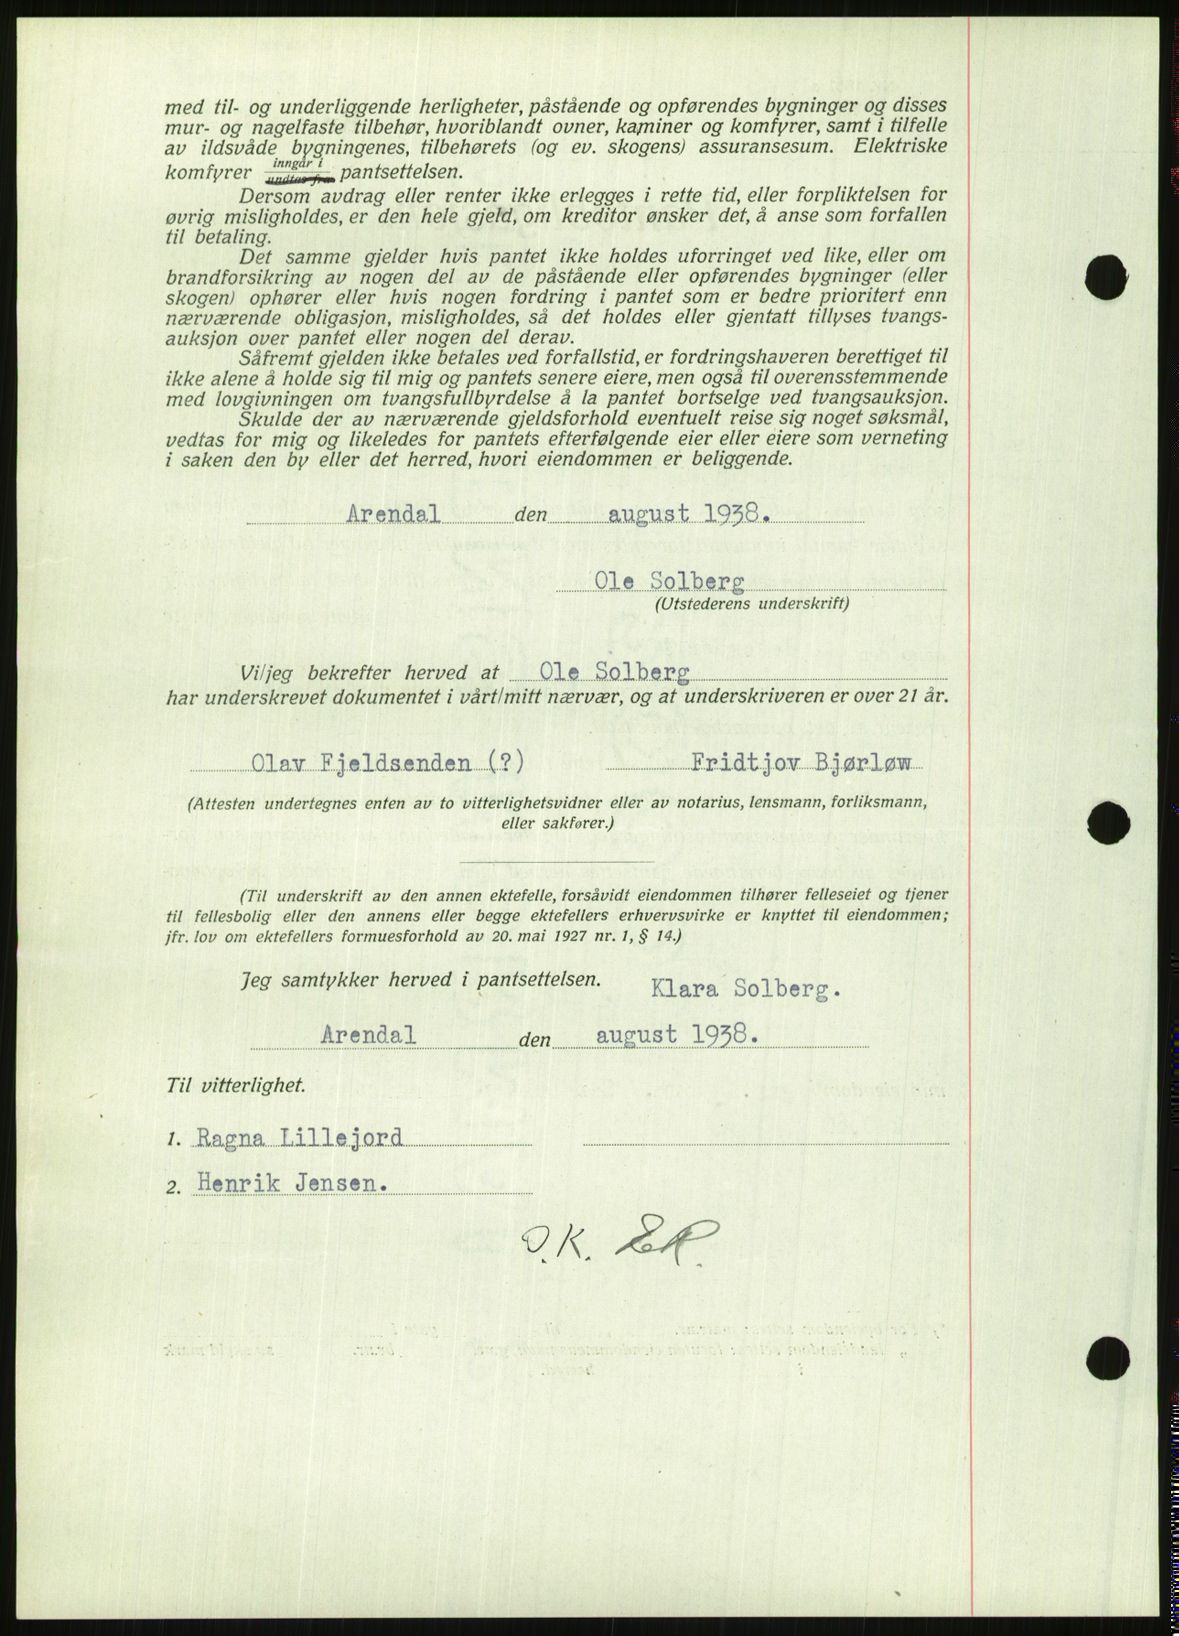 med til- og underliggende herligheter, påstående og opførendes bygninger og disses
mur- og nagelfaste tilbehør, hvoriblandt ovner, kaminer og komfyrer, samt i tilfelle
av ildsvåde bygningenes, tilbehørets (og ev. skogens) assuransesum. Elektriske
komfyrer inngår i undtas fra pantsettelsen.
Dersom avdrag eller renter ikke erlegges i rette tid, eller forpliktelsen for
øvrig misligholdes, er den hele gjeld, om kreditor ønsker det, å anse som forfallen
til betaling.
Det samme gjelder hvis pantet ikke holdes uforringet ved like, eller om
brandforsikring av nogen del av de påstående eller opførendes bygninger (eller
skogen) ophører eller hvis nogen fordring i pantet som er bedre prioritert enn
nærværende obligasjon, misligholdes, så det holdes eller gjentatt tillyses tvangs-
auksjon over pantet eller nogen del derav.
Såfremt gjelden ikke betales ved forfallstid, er fordringshaveren berettiget til
ikke alene å holde sig til mig og pantets senere eiere, men også til overensstemmende
med lovgivningen om tvangsfullbyrdelse å la pantet bortselge ved tvangsauksjon.
Skulde der av nærværende gjeldsforhold eventuelt reise sig noget søksmål,
vedtas for mig og likeledes for pantets efterfølgende eier eller eiere som verneting
i saken den by eller det herred, hvori eiendommen er beliggende.
Arendal den august 1938.
Ole Solberg
(Utstederens underskrift)
Vi/jeg bekrefter herved at Ole Solberg
har underskrevet dokumentet i vårt/mitt nærvær, og at underskriveren er over 21 år.
Olav Fjeldsenden (?) Fridtjov Bjørløw
(Attesten undertegnes enten av to vitterlighetsvidner eller av notarius, lensmann, forliksmann,
eller sakfører.)
(Til underskrift av den annen ektefelle, forsåvidt eiendommen tilhører felleseiet og tjener
til fellesbolig eller den annens eller begge ektefellers erhvervsvirke er knyttet til eiendommen;
jfr. lov om ektefellers formuesforhold av 20. mai 1927 nr. 1, § 14.)
Jeg samtykker herved i pantsettelsen. Klara Solberg.
Arendal den august 1938.
Til vitterlighet.
1. Ragna Lillejord
2. Henrik Jensen.
O.K. ER.